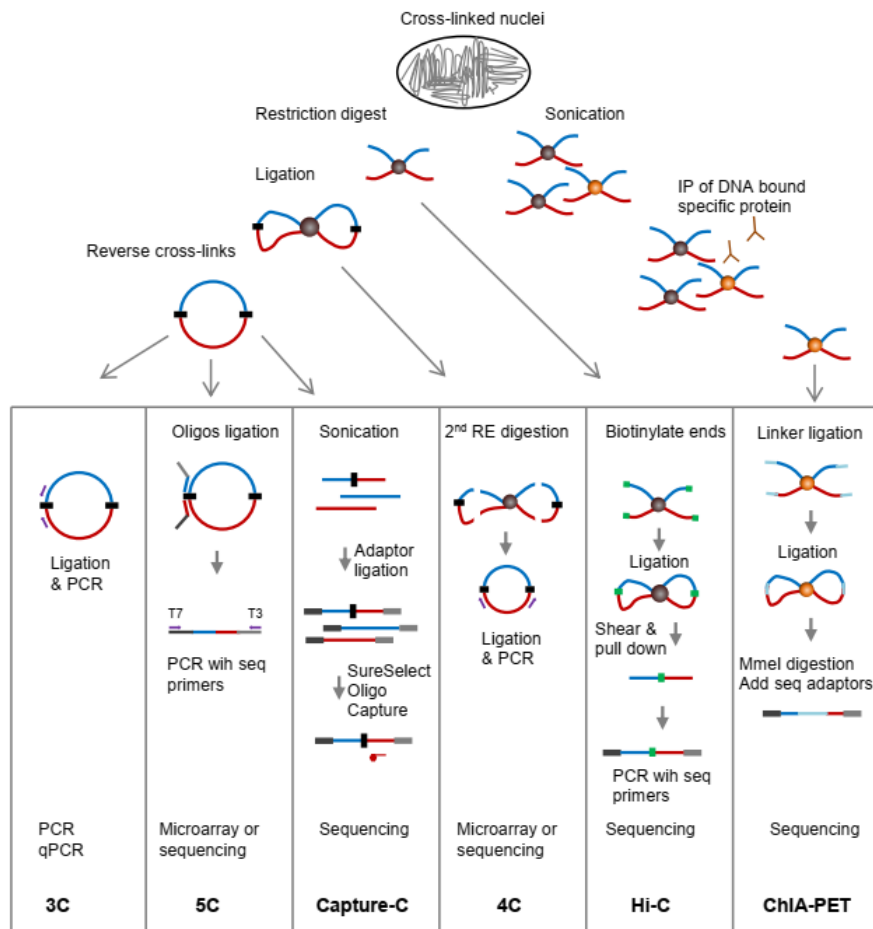 Cross-linked nuclei
Restriction digest
Sonication
Ligation
IP of DNA bound
specific protein
Reverse cross-links
Ligation
& PCR
PCR
qPCR
3C
Oligos ligation
T7 T3
PCR wih seq
primers
Microarray or
sequencing
5C
Sonication
Adaptor
ligation
SureSelect
Oligo
Capture
Sequencing
Capture-C
2nd RE digestion
Ligation
& PCR
Microarray or
sequencing
4C
Biotinylate ends
Ligation
Shear &
pull down
PCR wih seq
primers
Sequencing
Hi-C
Linker ligation
Ligation
MmeI digestion
Add seq adaptors
Sequencing
ChIA-PET